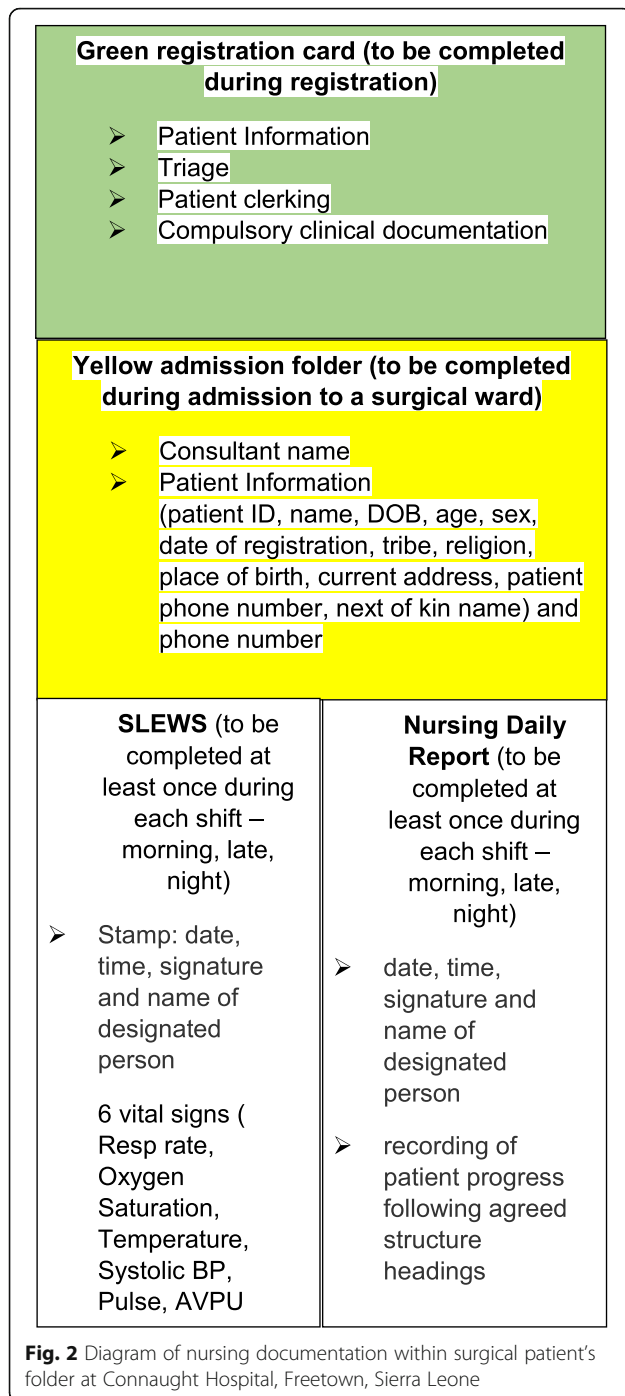 Green registration card (to be completed
during registration)
➢ Patient Information
➢ Triage
➢ Patient clerking
➢ Compulsory clinical documentation
Yellow admission folder (to be completed
during admission to a surgical ward)
➢ Consultant name
➢ Patient Information
(patient ID, name, DOB, age, sex,
date of registration, tribe, religion,
place of birth, current address, patient
phone number, next of kin name) and
phone number
SLEWS (to be
completed at
least once during
each shift –
morning, late,
night)
➢ Stamp: date,
time, signature
and name of
designated
person
6 vital signs (
Resp rate,
Oxygen
Saturation,
Temperature,
Systolic BP,
Pulse, AVPU
Nursing Daily
Report (to be
completed at
least once during
each shift –
morning, late,
night)
➢ date, time,
signature and
name of
designated
person
➢ recording of
patient progress
following agreed
structure
headings
Fig. 2 Diagram of nursing documentation within surgical patient's
folder at Connaught Hospital, Freetown, Sierra Leone